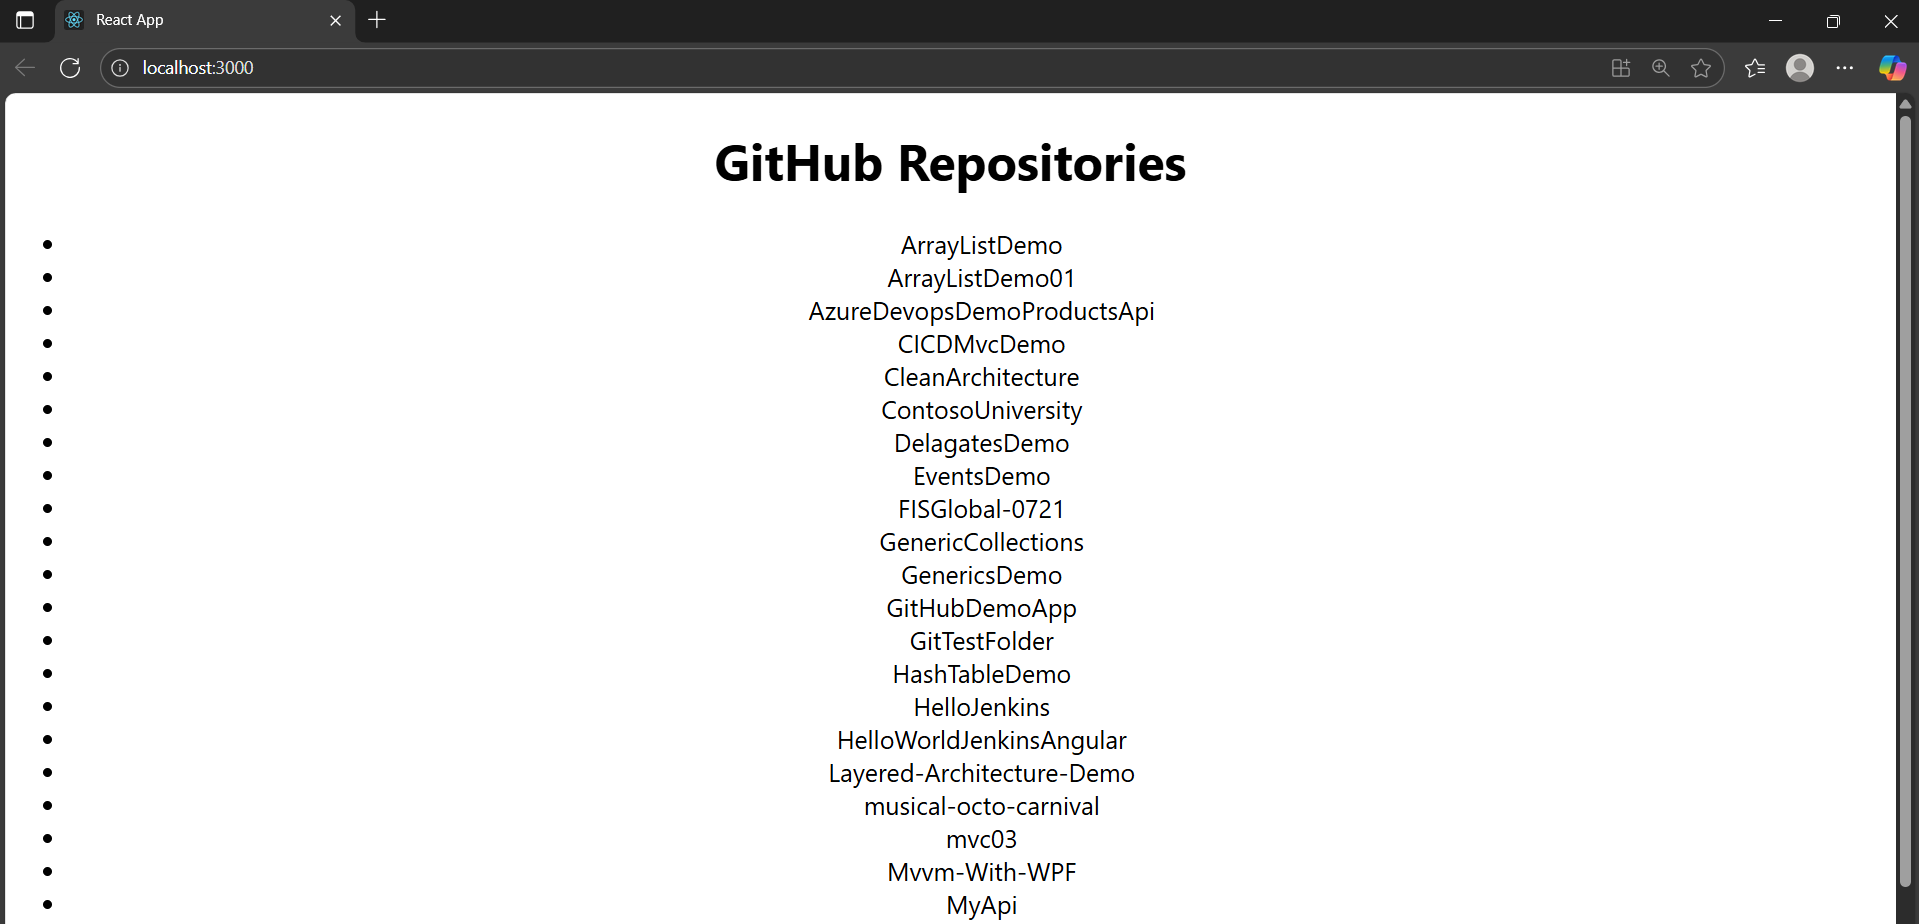 React App
localhost:3000
GitHub Repositories
ArrayListDemo
ArrayListDemo01
AzureDevopsDemoProductsApi
CICDMvcDemo
CleanArchitecture
ContosoUniversity
DelagatesDemo
EventsDemo
FISGlobal-0721
GenericCollections
GenericsDemo
GitHubDemoApp
GitTestFolder
HashTableDemo
HelloJenkins
HelloWorldJenkinsAngular
Layered-Architecture-Demo
musical-octo-carnival
mvc03
Mvvm-With-WPF
MyApi